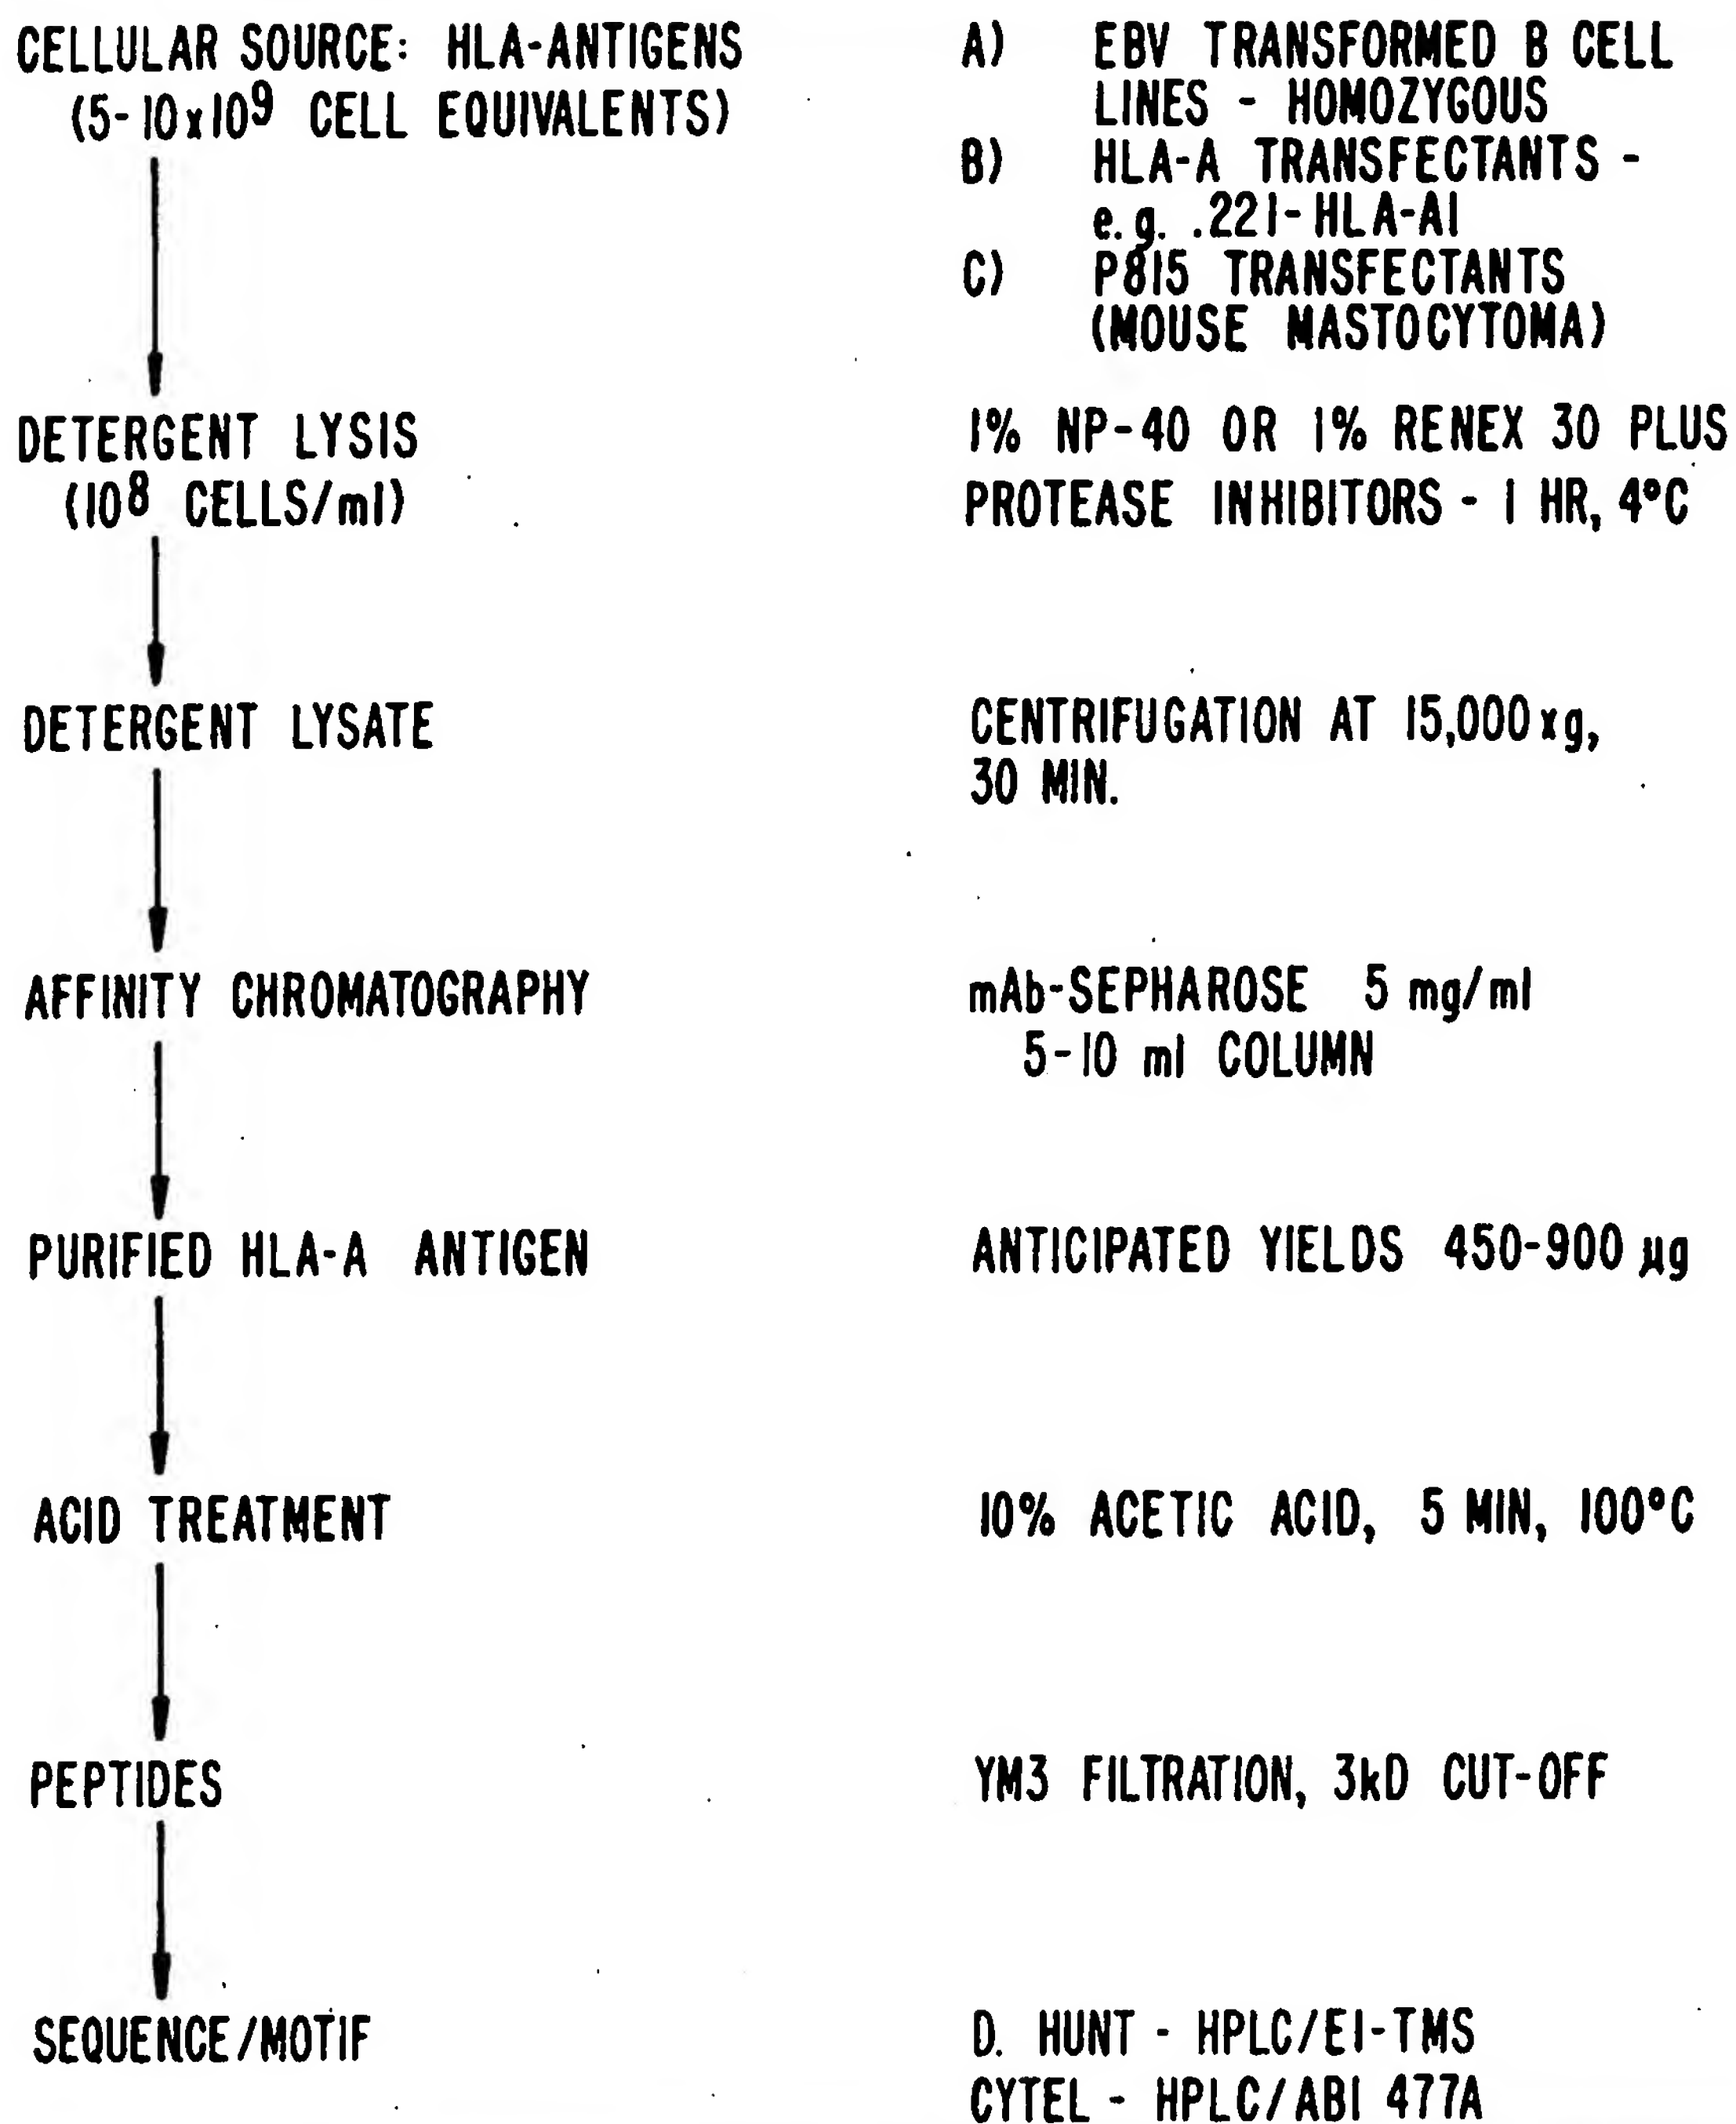 CELLULAR SOURCE: HLA-ANTIGENS
(5-10x10⁹ CELL EQUIVALENTS)
A) EBV TRANSFORMED B CELL
LINES - HOMOZYGOUS
B) HLA-A TRANSFECTANTS -
e.g. .221-HLA-A1
C) P815 TRANSFECTANTS
(MOUSE MASTOCYTOMA)
DETERGENT LYSIS
(10⁸ CELLS/ml)
1% NP-40 OR 1% RENEX 30 PLUS
PROTEASE INHIBITORS - 1 HR, 4°C
DETERGENT LYSATE
CENTRIFUGATION AT 15,000xg,
30 MIN.
AFFINITY CHROMATOGRAPHY
mAb-SEPHAROSE 5 mg/ml
5-10 ml COLUMN
PURIFIED HLA-A ANTIGEN
ANTICIPATED YIELDS 450-900 µg
ACID TREATMENT
10% ACETIC ACID, 5 MIN, 100°C
PEPTIDES
YM3 FILTRATION, 3kD CUT-OFF
SEQUENCE/MOTIF
D. HUNT - HPLC/EI-TMS
CYTEL - HPLC/ABI 477A